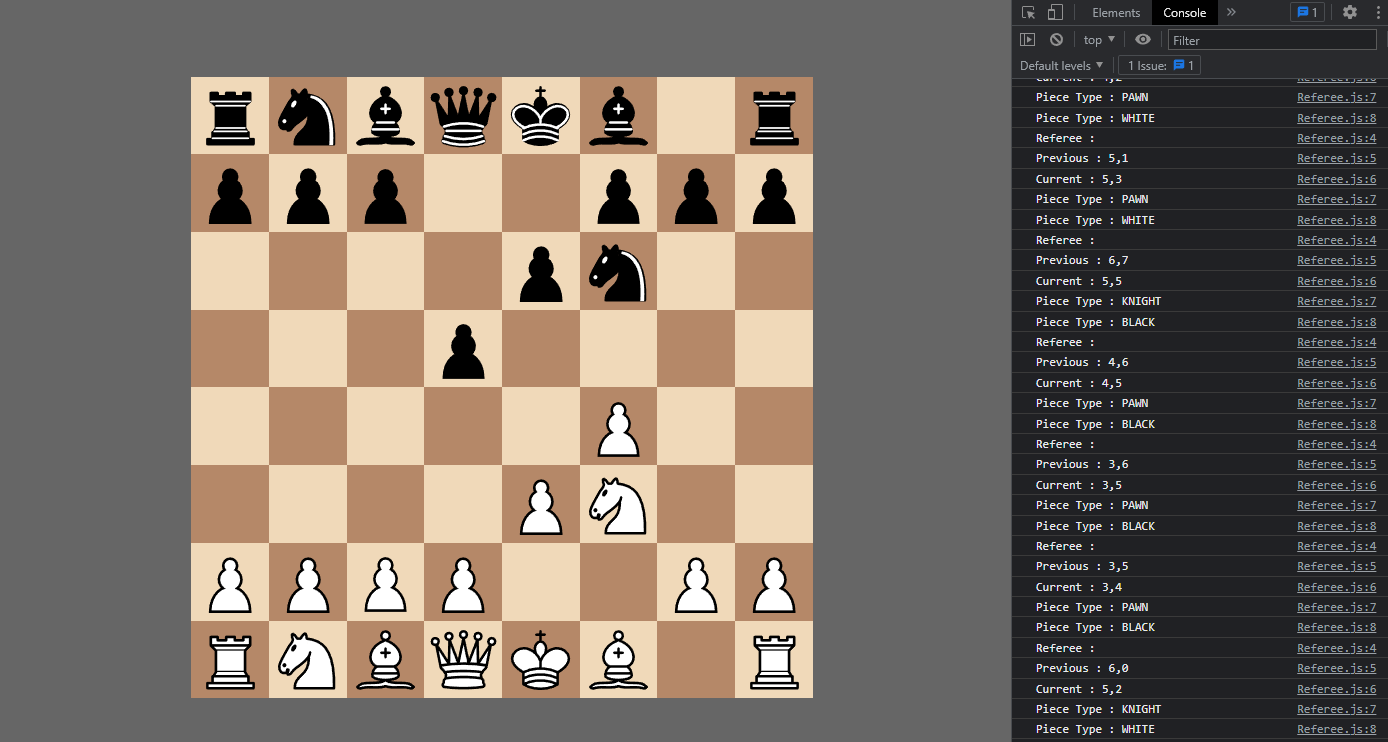 Elements Console » 1
top Filter
Default levels 1 Issue: 1
Piece Type : PAWN Referee.js:7
Piece Type : WHITE Referee.js:8
Referee : Referee.js:4
Previous : 5,1 Referee.js:5
Current : 5,3 Referee.js:6
Piece Type : PAWN Referee.js:7
Piece Type : WHITE Referee.js:8
Referee : Referee.js:4
Previous : 6,7 Referee.js:5
Current : 5,5 Referee.js:6
Piece Type : KNIGHT Referee.js:7
Piece Type : BLACK Referee.js:8
Referee : Referee.js:4
Previous : 4,6 Referee.js:5
Current : 4,5 Referee.js:6
Piece Type : PAWN Referee.js:7
Piece Type : BLACK Referee.js:8
Referee : Referee.js:4
Previous : 3,6 Referee.js:5
Current : 3,5 Referee.js:6
Piece Type : PAWN Referee.js:7
Piece Type : BLACK Referee.js:8
Referee : Referee.js:4
Previous : 3,5 Referee.js:5
Current : 3,4 Referee.js:6
Piece Type : PAWN Referee.js:7
Piece Type : BLACK Referee.js:8
Referee : Referee.js:4
Previous : 6,0 Referee.js:5
Current : 5,2 Referee.js:6
Piece Type : KNIGHT Referee.js:7
Piece Type : WHITE Referee.js:8